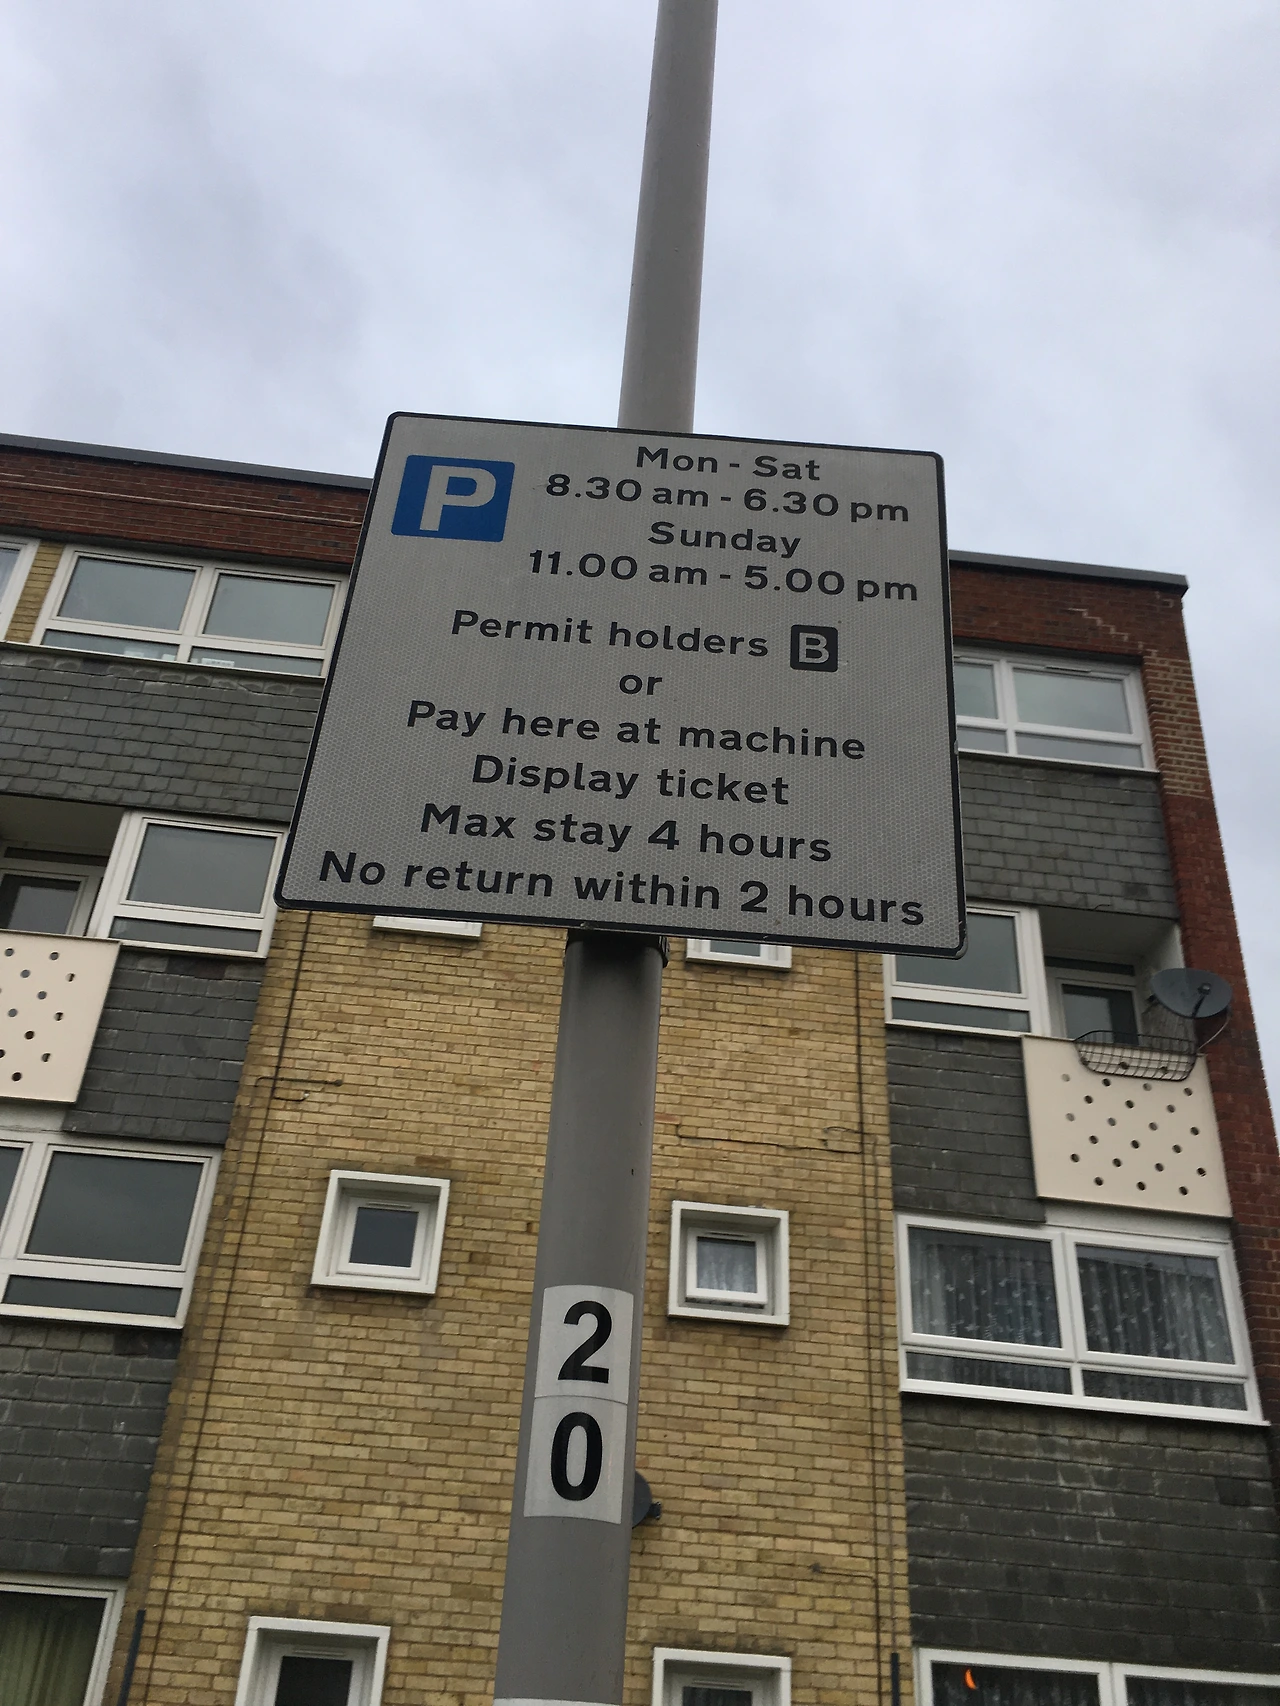 P
Mon - Sat
8.30 am - 6.30 pm
Sunday
11.00 am - 5.00 pm
Permit holders B
or
Pay here at machine
Display ticket
Max stay 4 hours
No return within 2 hours
2
0